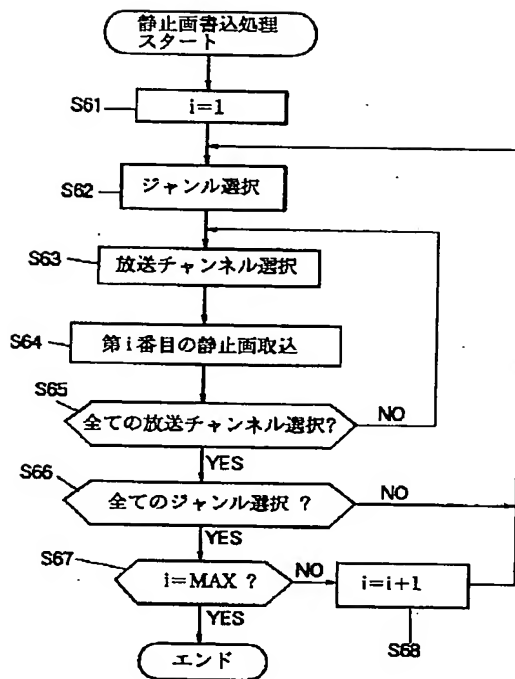 静止画書込処理
スタート
S61
i=1
S62
ジャンル選択
S63
放送チャンネル選択
S64
第i番目の静止画取込
S65
全ての放送チャンネル選択?
NO
YES
S66
全てのジャンル選択 ?
NO
YES
S67
i=MAX ?
NO
i=i+1
YES
S68
エンド